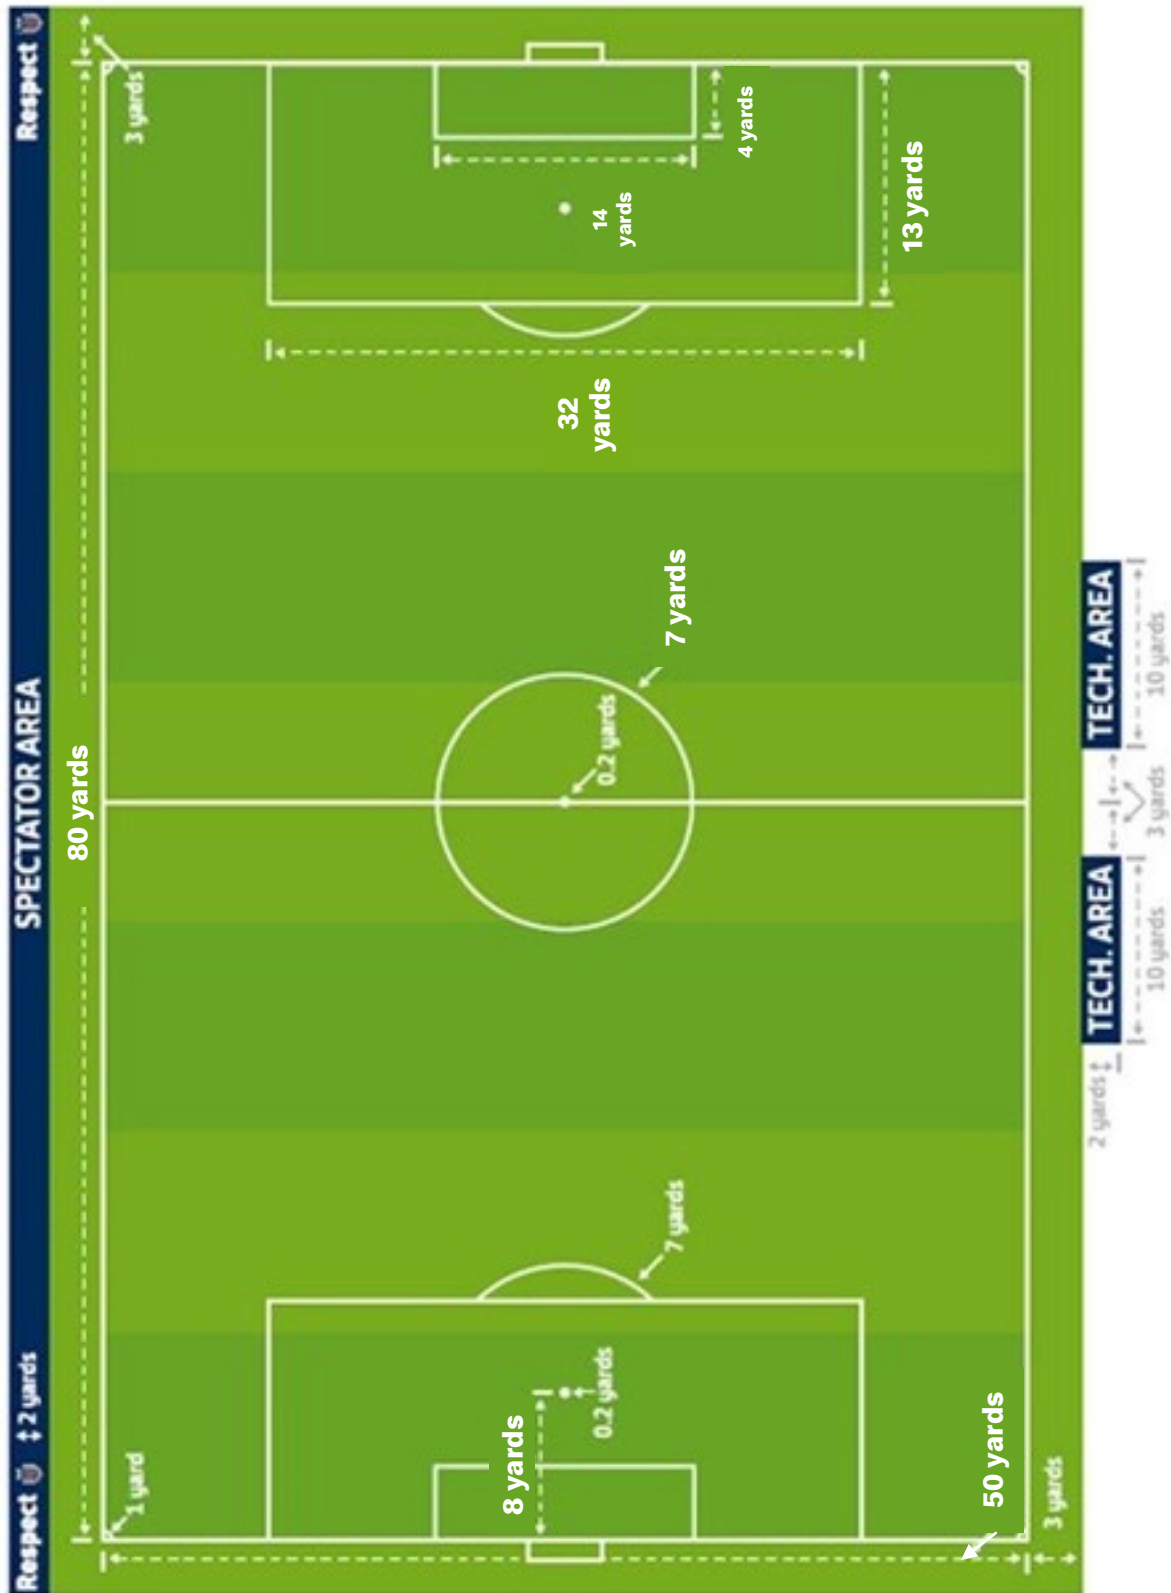 Respect
2 yards
SPECTATOR AREA
Respect
80 yards
3 yards
1 yard
4 yards
14
yards
13 yards
32
yards
7 yards
0.2 yards
7 yards
8 yards
0.2 yards
50 yards
3 yards
TECH. AREA
TECH. AREA
2 yards
10 yards
3 yards
10 yards